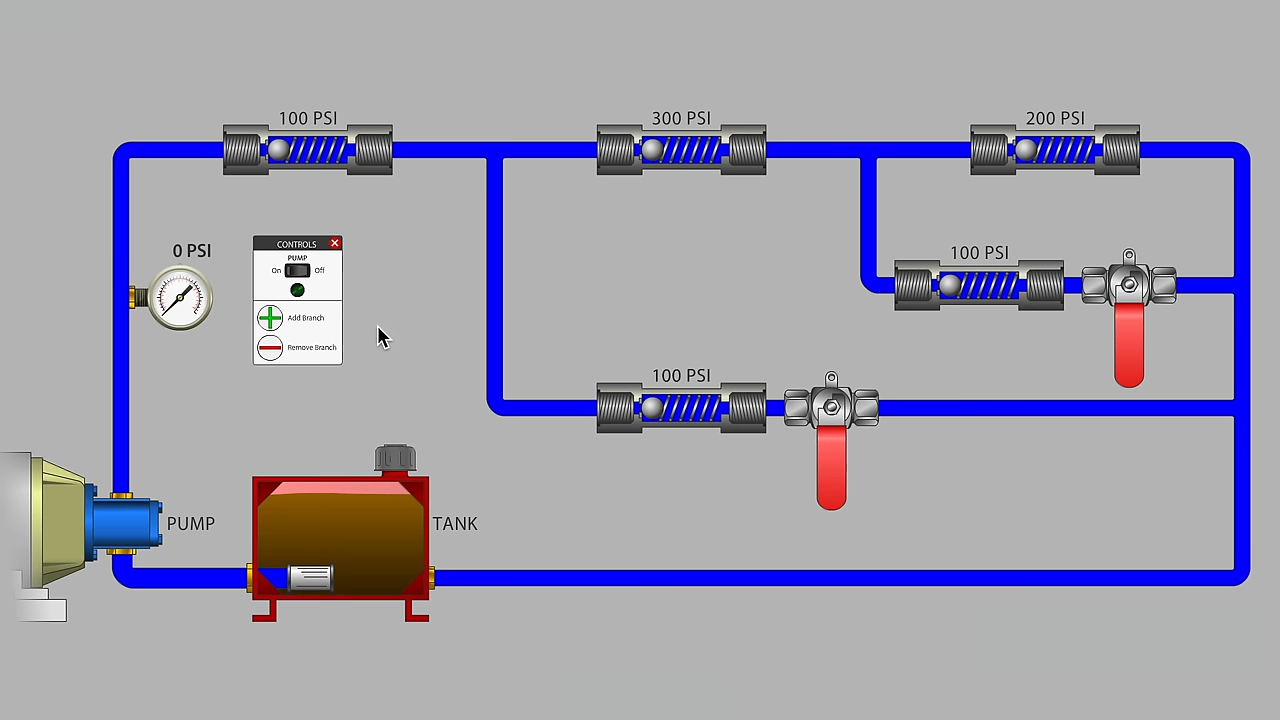 100 PSI
300 PSI
200 PSI
0 PSI
CONTROLS
PUMP
On
Off
Add Branch
Remove Branch
100 PSI
100 PSI
PUMP
TANK